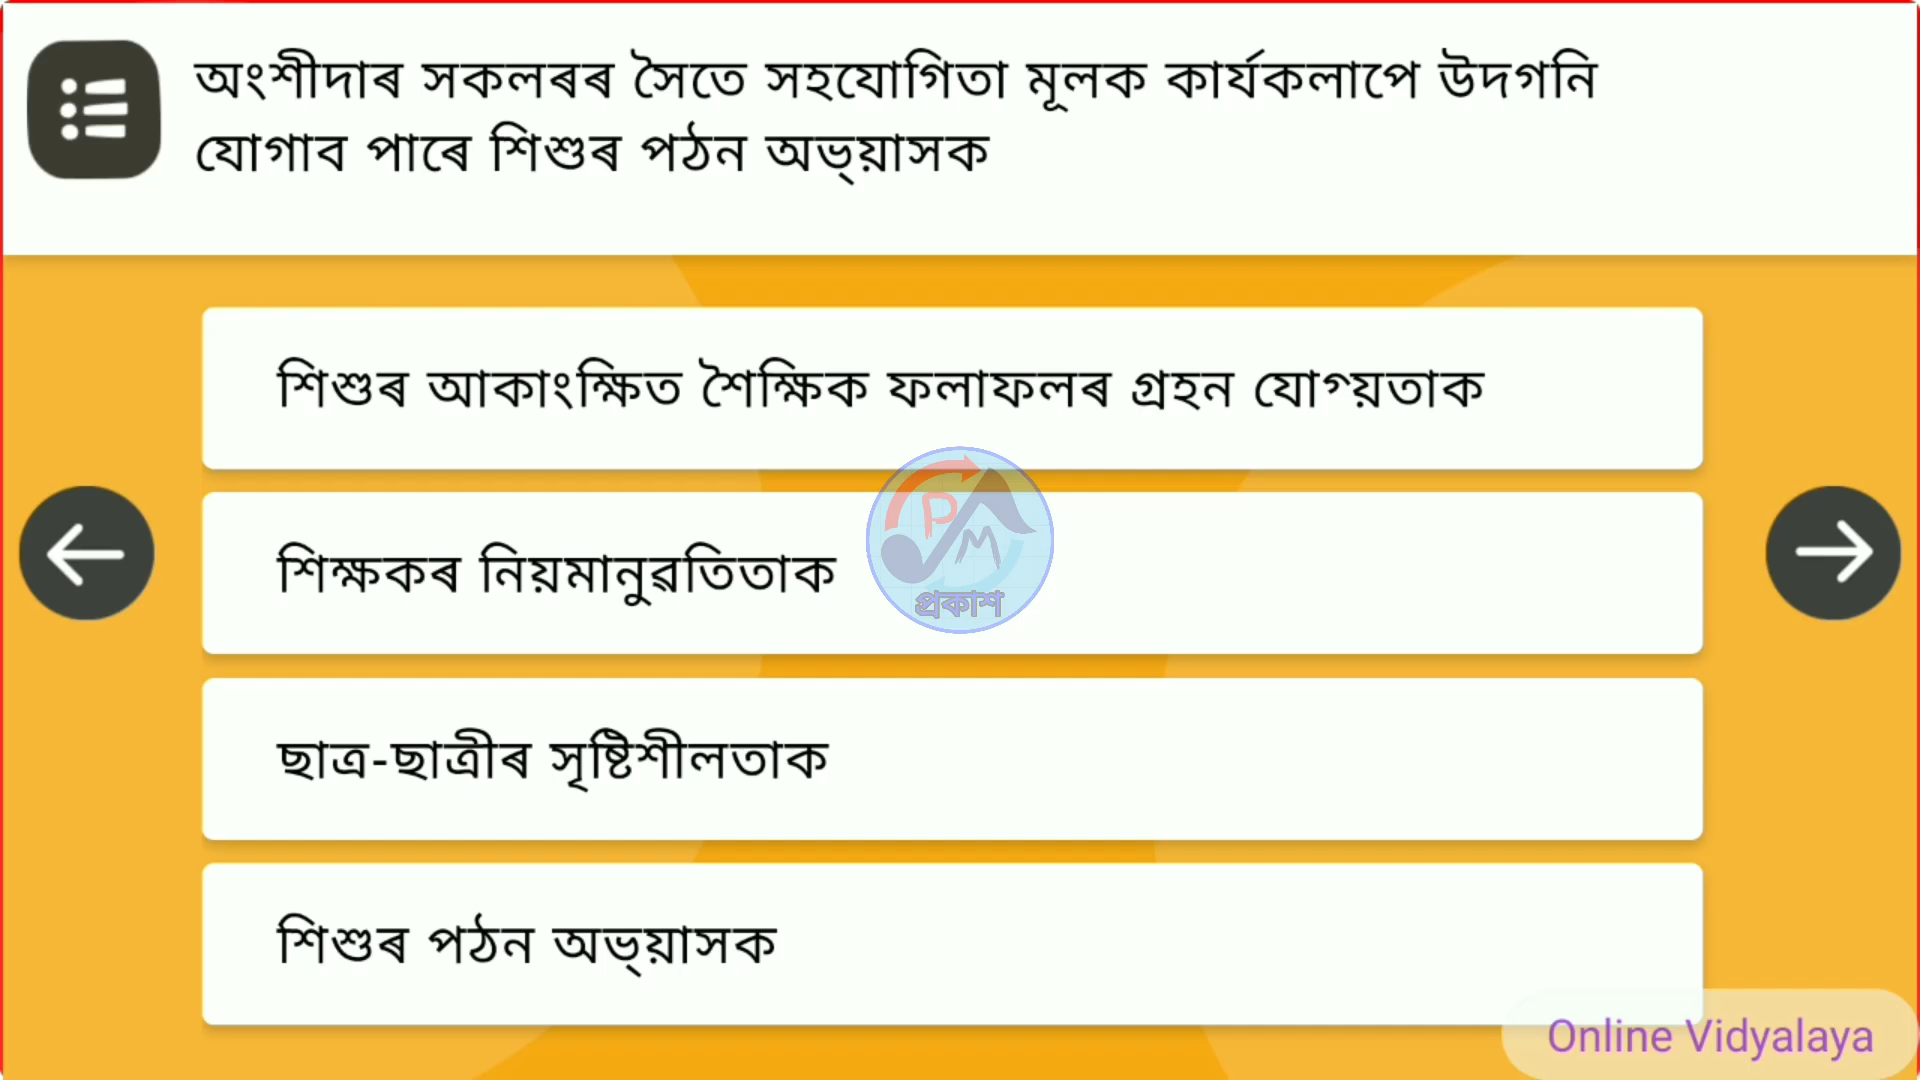 অংশীদাৰ সকলৰৰ সৈতে সহযোগিতা মূলক কাৰ্যকলাপে উদগনি
যোগাব পাৰে শিশুৰ পঠন অভ্য়াসক
শিশুৰ আকাংক্ষিত শৈক্ষিক ফলাফলৰ গ্ৰহন যোগ্য়তাক
শিক্ষকৰ নিয়মানুৱতিতাক
PM
প্ৰকাশ
ছাত্ৰ-ছাত্ৰীৰ সৃষ্টিশীলতাক
শিশুৰ পঠন অভ্য়াসক
Online Vidyalaya